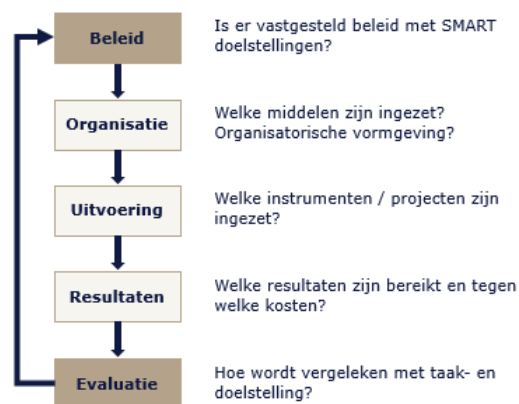 Beleid
Is er vastgesteld beleid met SMART
doelstellingen?
Organisatie
Welke middelen zijn ingezet?
Organisatorische vormgeving?
Uitvoering
Welke instrumenten / projecten zijn
ingezet?
Resultaten
Welke resultaten zijn bereikt en tegen
welke kosten?
Evaluatie
Hoe wordt vergeleken met taak- en
doelstelling?